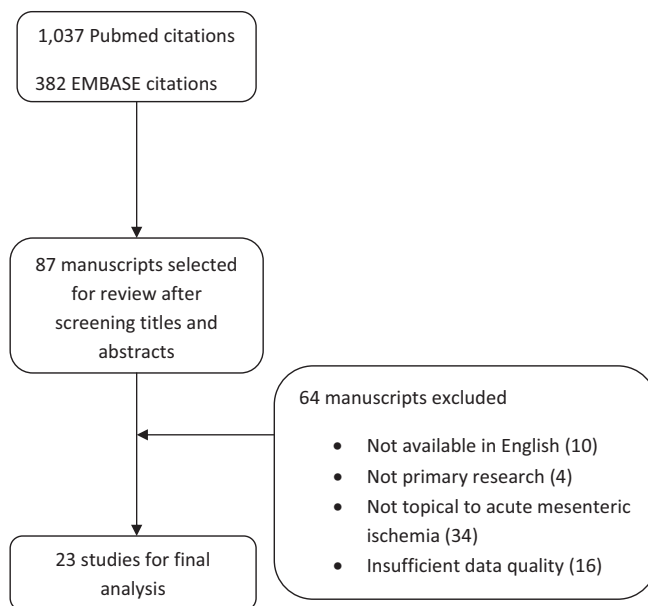 1,037 Pubmed citations
382 EMBASE citations
87 manuscripts selected
for review after
screening titles and
abstracts
64 manuscripts excluded
• Not available in English (10)
• Not primary research (4)
• Not topical to acute mesenteric
ischemia (34)
• Insufficient data quality (16)
23 studies for final
analysis